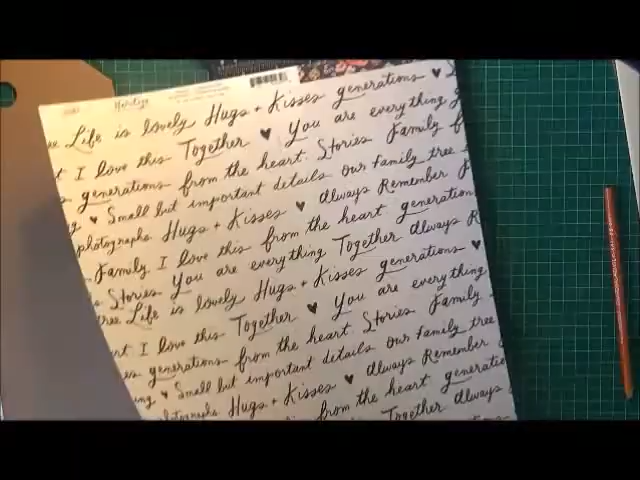 Heritage
Life is lovely Hugs + Kisses generations ♥
I love this Together ♥ You are everything
generations from the heart. Stories Family
♥ Small but important details our family tree
photographs Hugs + Kisses ♥ Always Remember
Family I love this from the heart generations
Stories You are everything Together Always
tree Life is lovely Hugs + Kisses generations ♥
I love this Together ♥ You are everything
generations from the heart. Stories Family
♥ Small but important details our family tree
Hugs + Kisses ♥ Always Remember
from the heart
Together Always